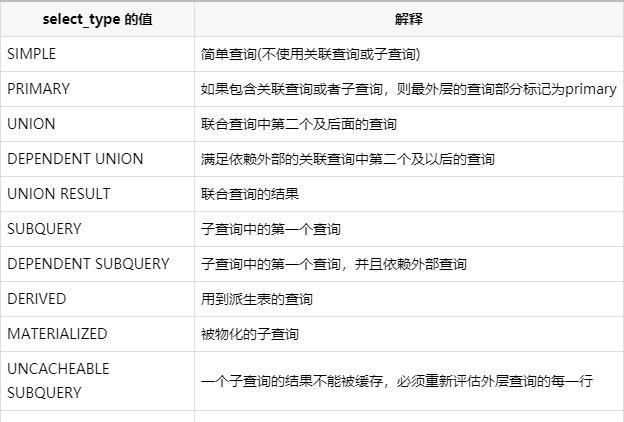 select_type 的值 解释
SIMPLE 简单查询(不使用关联查询或子查询)
PRIMARY 如果包含关联查询或者子查询，则最外层的查询部分标记为primary
UNION 联合查询中第二个及后面的查询
DEPENDENT UNION 满足依赖外部的关联查询中第二个及以后的查询
UNION RESULT 联合查询的结果
SUBQUERY 子查询中的第一个查询
DEPENDENT SUBQUERY 子查询中的第一个查询，并且依赖外部查询
DERIVED 用到派生表的查询
MATERIALIZED 被物化的子查询
UNCACHEABLE
SUBQUERY 一个子查询的结果不能被缓存，必须重新评估外层查询的每一行